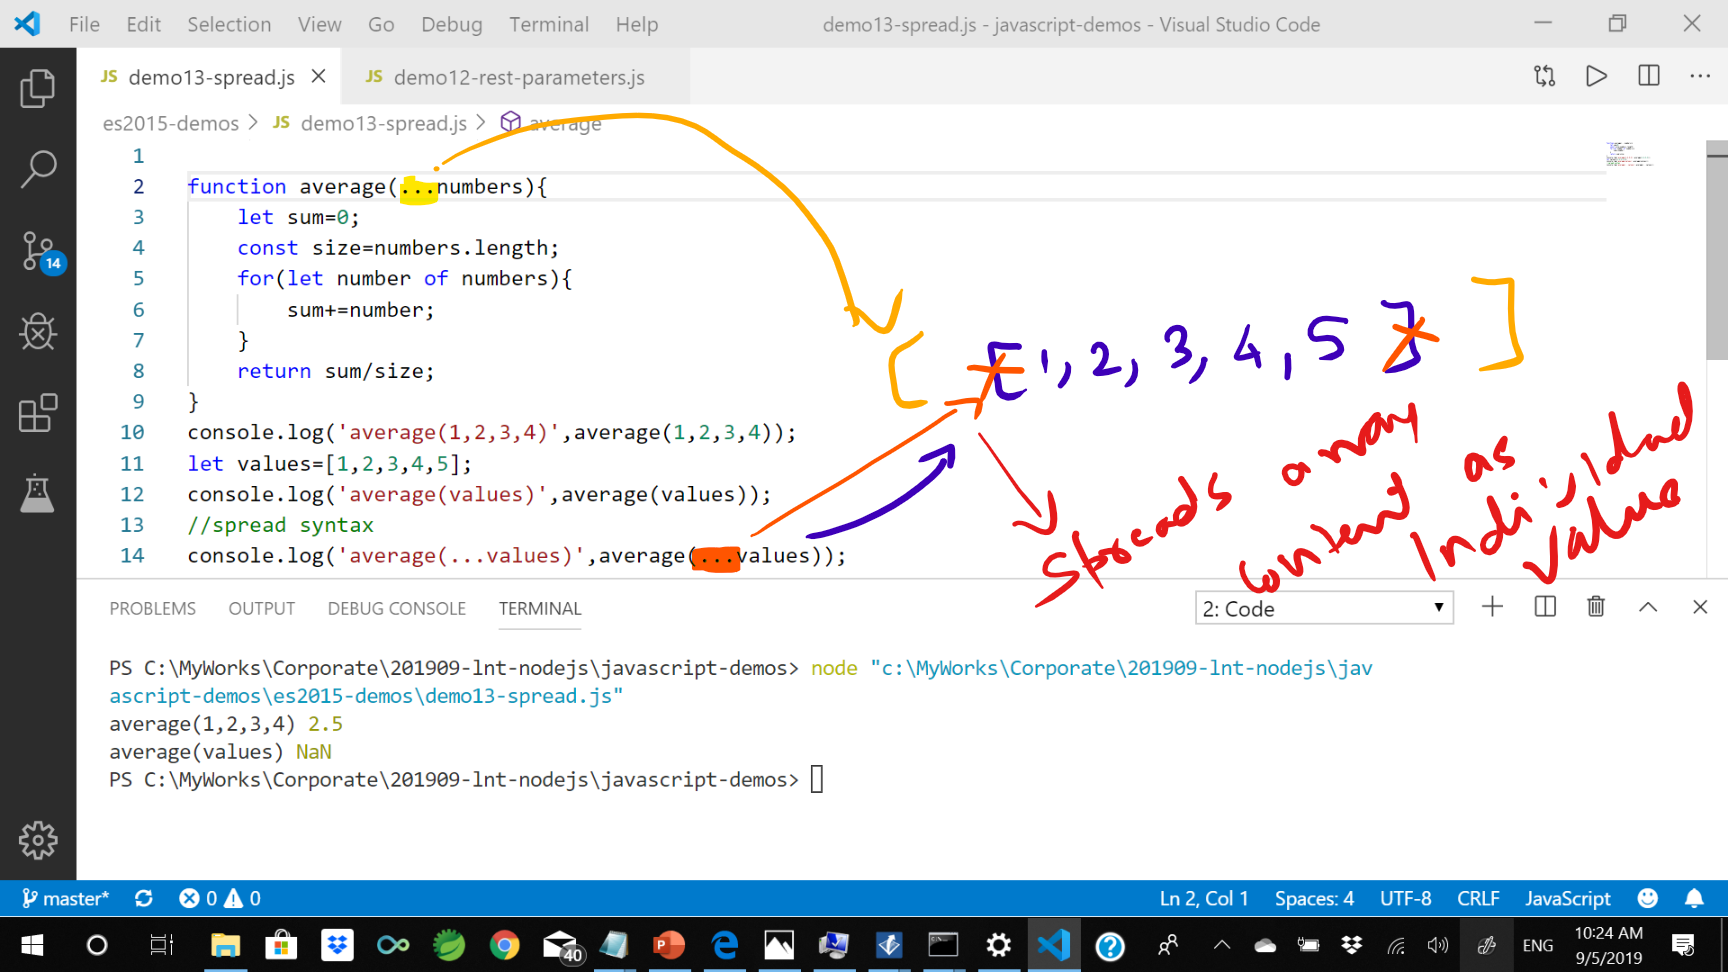 File Edit Selection View Go Debug Terminal Help demo13-spread.js - javascript-demos - Visual Studio Code
JS demo13-spread.js JS demo12-rest-parameters.js
es2015-demos > JS demo13-spread.js > average
1
2 function average(...numbers){
3 let sum=0;
4 const size=numbers.length;
5 for(let number of numbers){
6 sum+=number;
7 }
8 return sum/size;
9 }
10 console.log('average(1,2,3,4)',average(1,2,3,4));
11 let values=[1,2,3,4,5];
12 console.log('average(values)',average(values));
13 //spread syntax
14 console.log('average(...values)',average(...values));
[ [1, 2, 3, 4, 5] ]
Spreads array
content as
Individual
values
14
PROBLEMS OUTPUT DEBUG CONSOLE TERMINAL 2: Code
PS C:\MyWorks\Corporate\201909-lnt-nodejs\javascript-demos> node "c:\MyWorks\Corporate\201909-lnt-nodejs\jav
ascript-demos\es2015-demos\demo13-spread.js"
average(1,2,3,4) 2.5
average(values) NaN
PS C:\MyWorks\Corporate\201909-lnt-nodejs\javascript-demos>
master* 0 0 Ln 2, Col 1 Spaces: 4 UTF-8 CRLF JavaScript
40 ENG 10:24 AM
9/5/2019